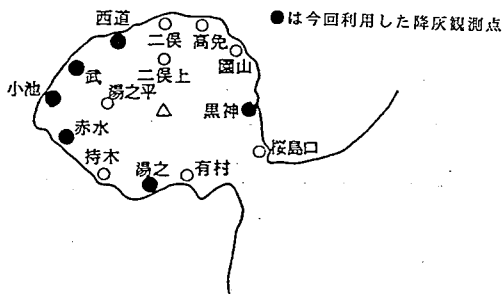 ●は今回利用した降灰観測点
西道
二俣
高免
園山
二俣上
武
湯之平
小池
黒神
赤水
桜島口
持木
湯之
有村